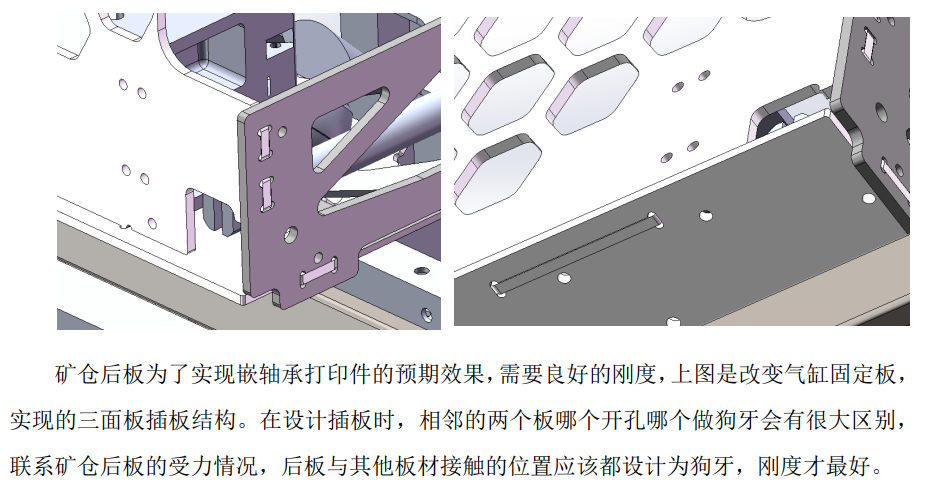 矿仓后板为了实现嵌轴承打印件的预期效果，需要良好的刚度，上图是改变气缸固定板，
实现的三面板插板结构。在设计插板时，相邻的两个板哪个开孔哪个做狗牙会有很大区别，
联系矿仓后板的受力情况，后板与其他板材接触的位置应该都设计为狗牙，刚度才最好。